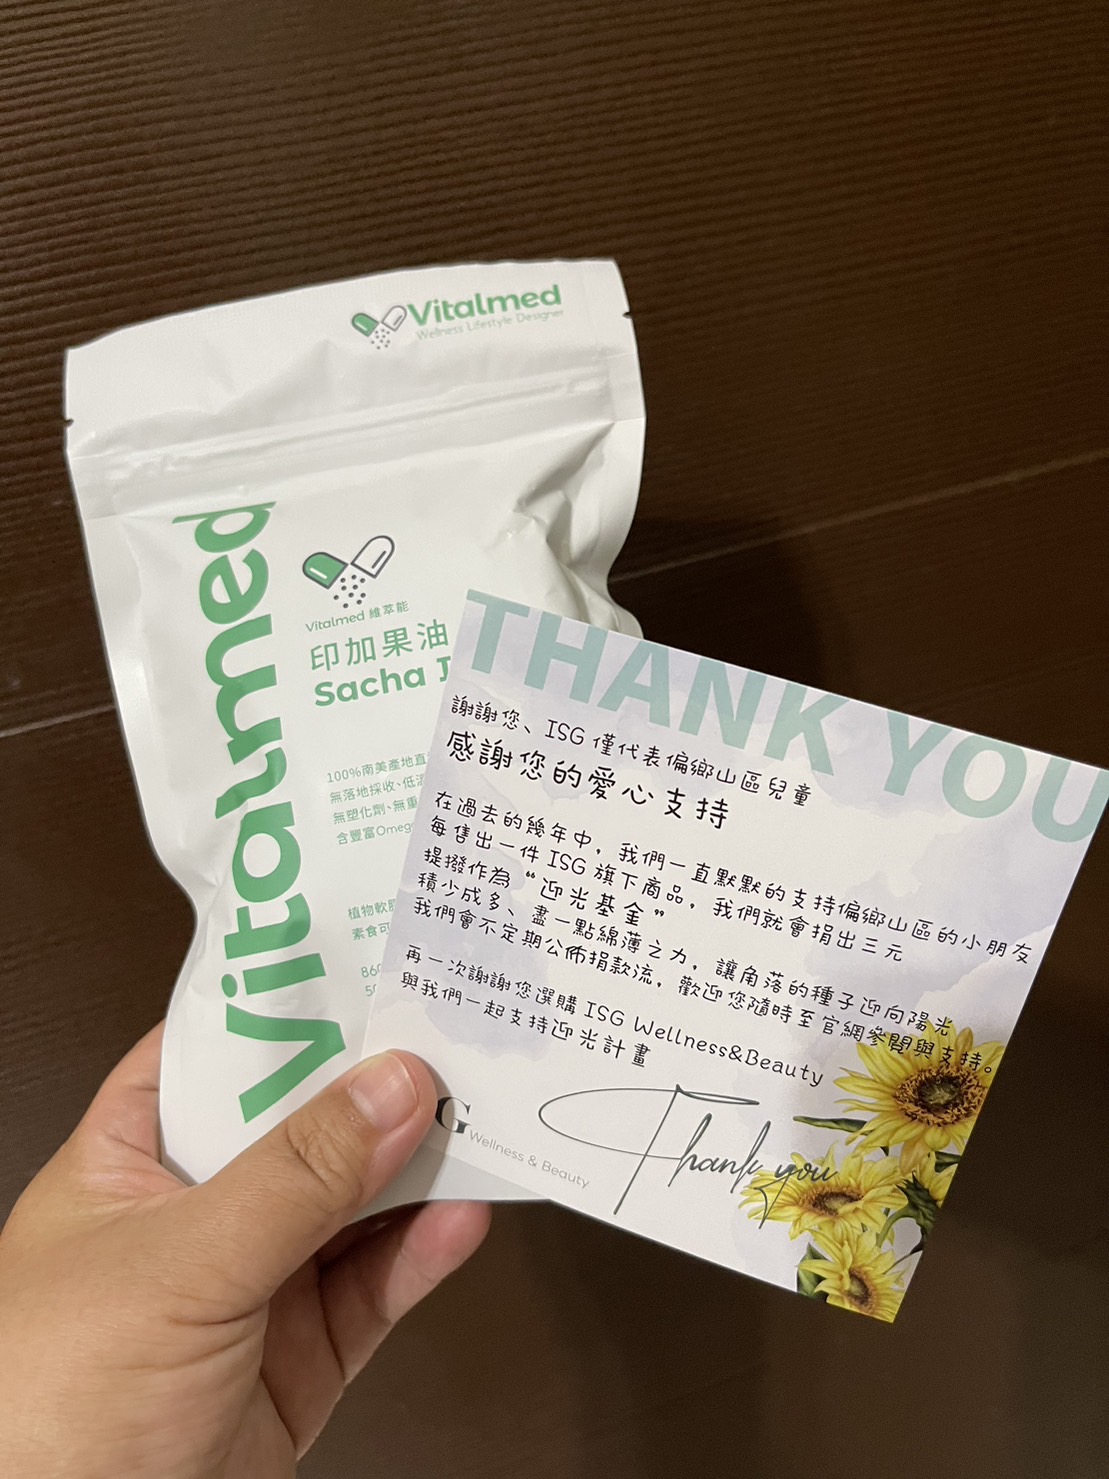 Vitalmed
Wellness Lifestyle Designer
Vitalmed
Vitalmed 維萃能
印加果油
Sacha
100%南美產地直
無落地採收、低溫
無塑化劑、無重
含豐富Omeg
植物軟膠
素食可
THANK YOU
謝謝您、ISG 僅代表偏鄉山區兒童
感謝您的愛心支持
在過去的幾年中，我們一直默默的支持偏鄉山區的小朋友
每售出一件 ISG 旗下商品，我們就會捐出三元
提撥作為 “迎光基金”
積少成多、盡一點綿薄之力，讓角落的種子迎向陽光
我們會不定期公佈捐款流，歡迎您隨時至官網參閱與支持。
再一次謝謝您選購 ISG Wellness&Beauty
與我們一起支持迎光計畫
G Wellness & Beauty
Thank you